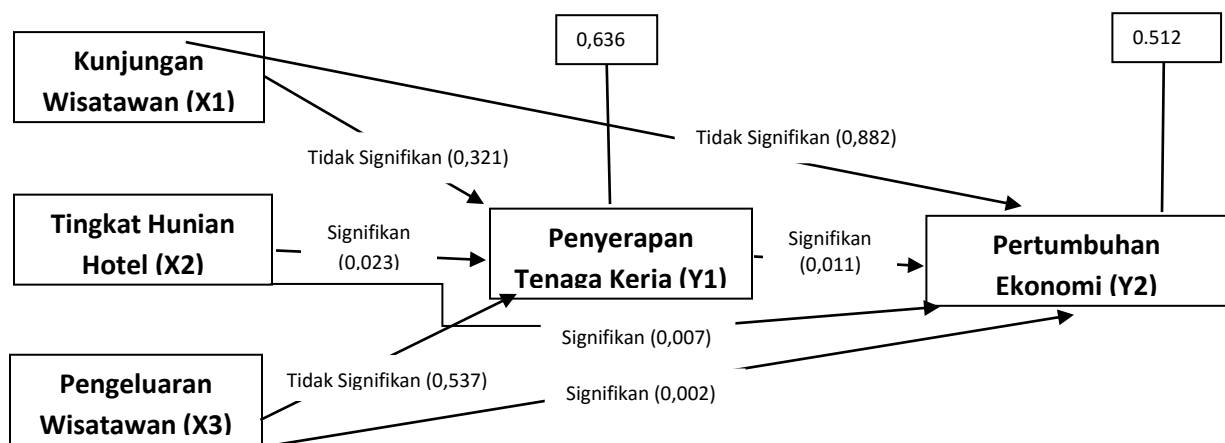 0,636
0.512
Kunjungan
Wisatawan (X1)
Tidak Signifikan (0,882)
Tidak Signifikan (0,321)
Tingkat Hunian
Hotel (X2)
Signifikan
(0,023)
Penyerapan
Tenaga Kerja (Y1)
Signifikan
(0,011)
Pertumbuhan
Ekonomi (Y2)
Signifikan (0,007)
Pengeluaran
Wisatawan (X3)
Tidak Signifikan (0,537)
Signifikan (0,002)